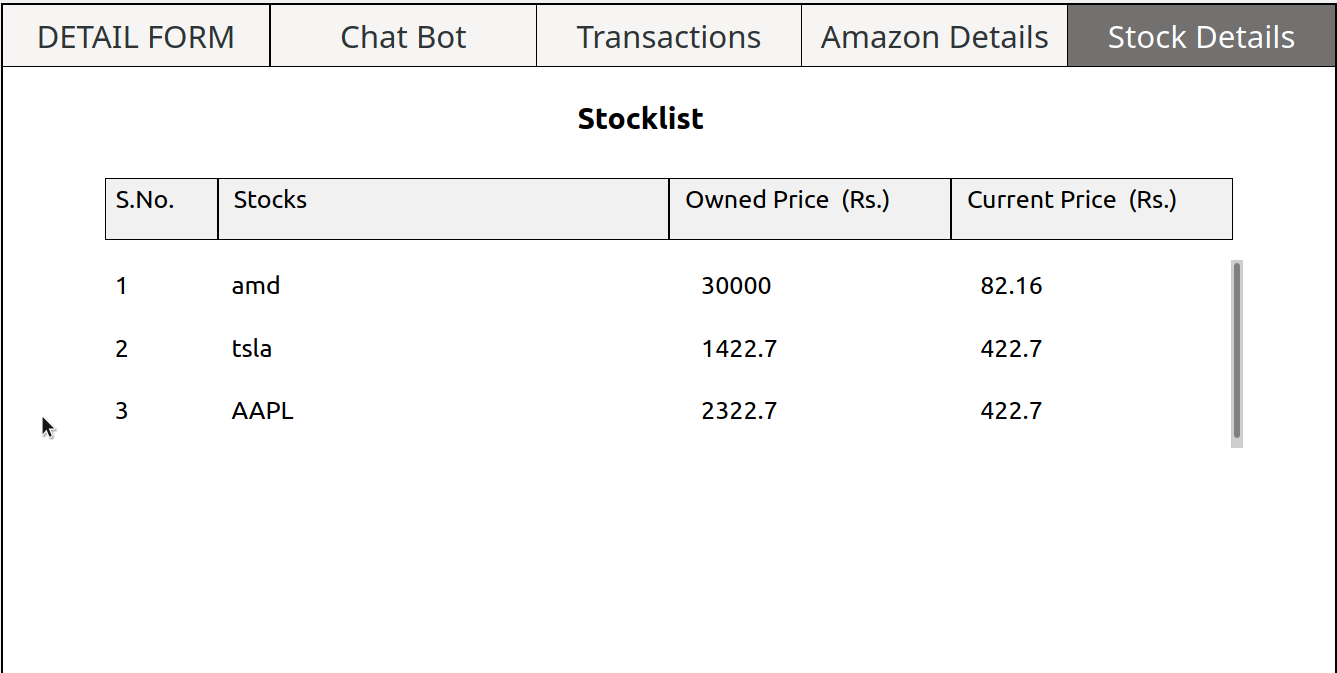 DETAIL FORM Chat Bot Transactions Amazon Details Stock Details
Stocklist
S.No. Stocks Owned Price (Rs.) Current Price (Rs.)
1 amd 30000 82.16
2 tsla 1422.7 422.7
3 AAPL 2322.7 422.7